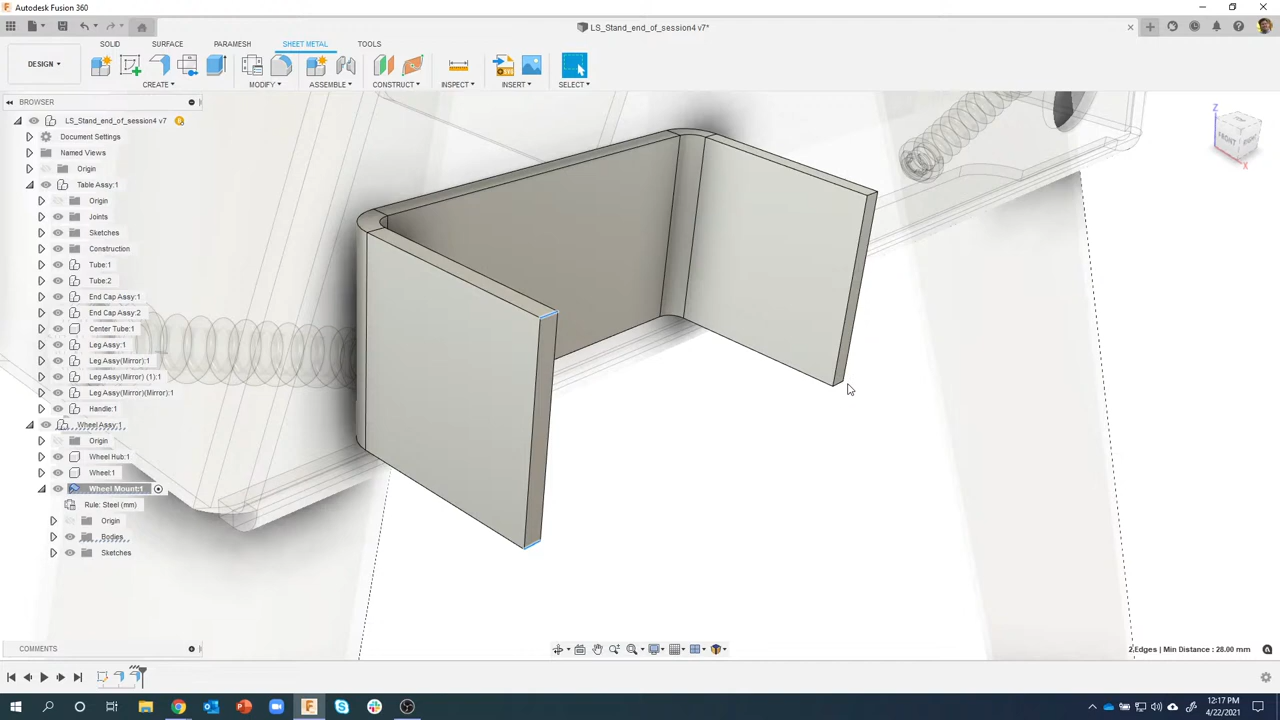 Autodesk Fusion 360
LS_Stand_end_of_session4 v7*
SOLID
SURFACE
PARAMESH
SHEET METAL
TOOLS
DESIGN
CREATE
MODIFY
ASSEMBLE
CONSTRUCT
INSPECT
INSERT
SELECT
BROWSER
LS_Stand_end_of_session4 v7
Document Settings
Named Views
Origin
Table Assy:1
Origin
Joints
Sketches
Construction
Tube:1
Tube:2
End Cap Assy:1
End Cap Assy:2
Center Tube:1
Leg Assy:1
Leg Assy(Mirror):1
Leg Assy(Mirror) (1):1
Leg Assy(Mirror)(Mirror):1
Handle:1
Wheel Assy:1
Origin
Wheel Hub:1
Wheel:1
Wheel Mount:1
Rule: Steel (mm)
Origin
Bodies
Sketches
Z
FRONT
RIGHT
X
COMMENTS
2 Edges | Min Distance : 28.00 mm
12:17 PM
4/22/2021